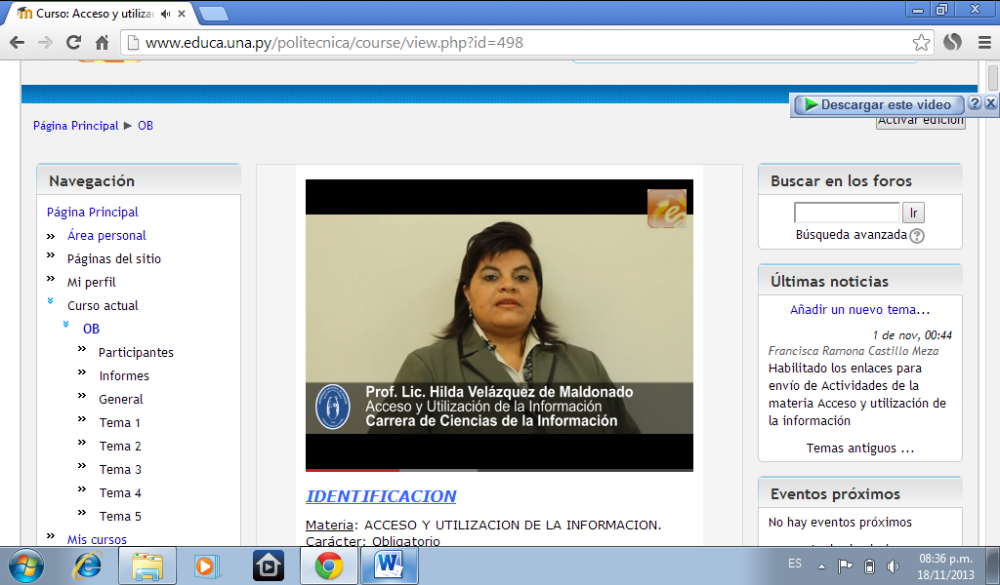 Curso: Acceso y utiliza
www.educa.una.py/politecnica/course/view.php?id=498
Descargar este video
Activar edición
Página Principal ► OB
Navegación
Página Principal
Área personal
Páginas del sitio
Mi perfil
Curso actual
OB
Participantes
Informes
General
Tema 1
Tema 2
Tema 3
Tema 4
Tema 5
Mis cursos
Prof. Lic. Hilda Velázquez de Maldonado
Acceso y Utilización de la Información
Carrera de Ciencias de la Información
IDENTIFICACION
Materia: ACCESO Y UTILIZACION DE LA INFORMACION.
Carácter: Obligatorio
Buscar en los foros
Ir
Búsqueda avanzada
Últimas noticias
Añadir un nuevo tema...
1 de nov, 00:44
Francisca Ramona Castillo Meza
Habilitado los enlaces para
envío de Actividades de la
materia Acceso y utilización de
la información
Temas antiguos ...
Eventos próximos
No hay eventos próximos
ES
08:36 p.m.
18/11/2013